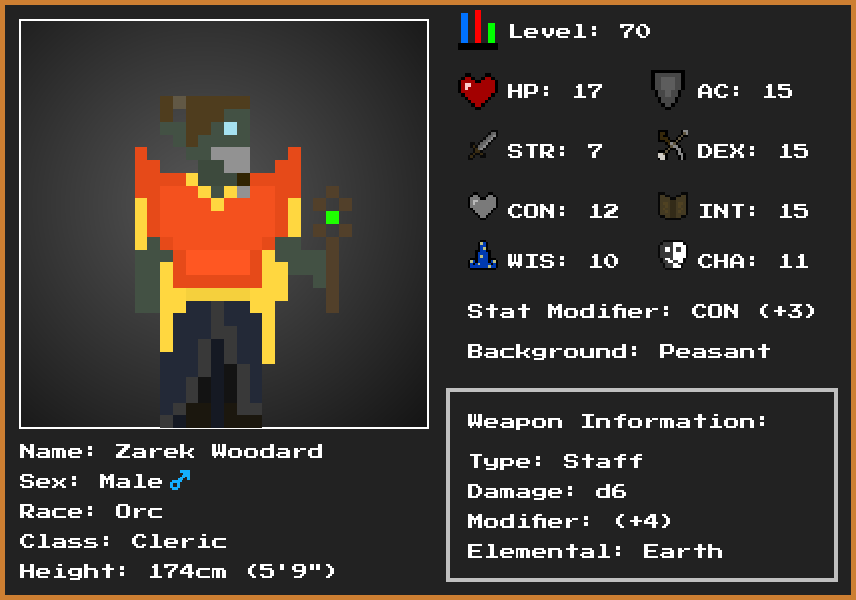 Level: 70
HP: 17
AC: 15
STR: 7
DEX: 15
CON: 12
INT: 15
WIS: 10
CHA: 11
Stat Modifier: CON (+3)
Background: Peasant
Weapon Information:
Type: Staff
Damage: d6
Modifier: (+4)
Elemental: Earth
Name: Zarek Woodard
Sex: Male♂
Race: Orc
Class: Cleric
Height: 174cm (5'9")